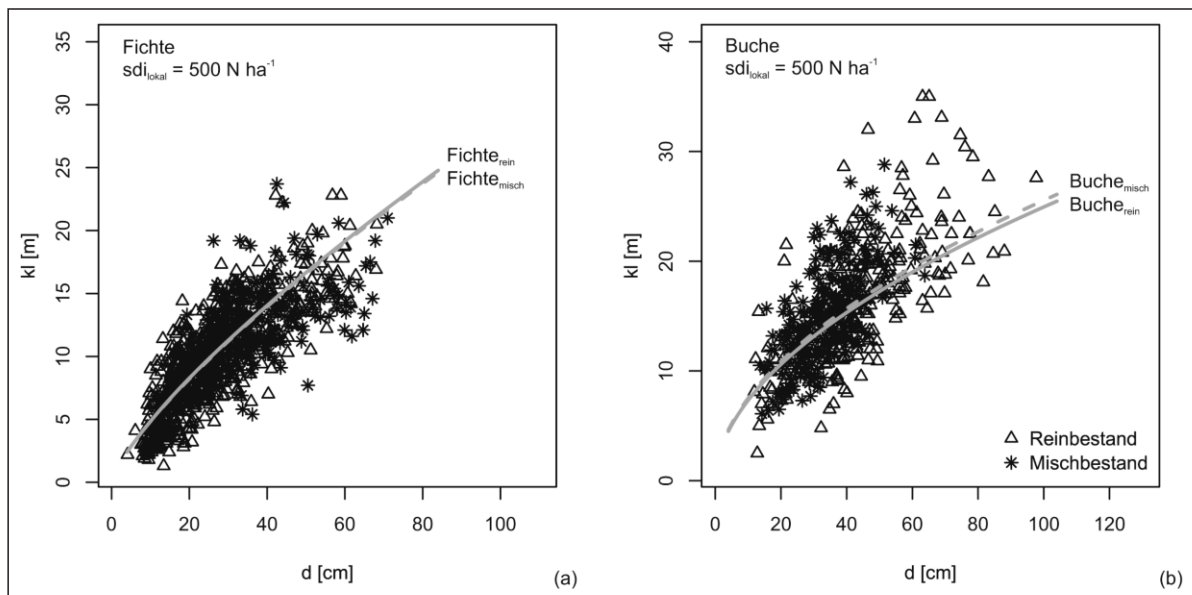 Fichte
sdi_lokal = 500 N ha⁻¹
35
30
25
20
15
10
5
0
kl [m]
Fichte_rein
Fichte_misch
0 20 40 60 80 100
d [cm]
(a)
Buche
sdi_lokal = 500 N ha⁻¹
40
30
20
10
0
kl [m]
Buche_misch
Buche_rein
Reinbestand
Mischbestand
0 20 40 60 80 100 120
d [cm]
(b)